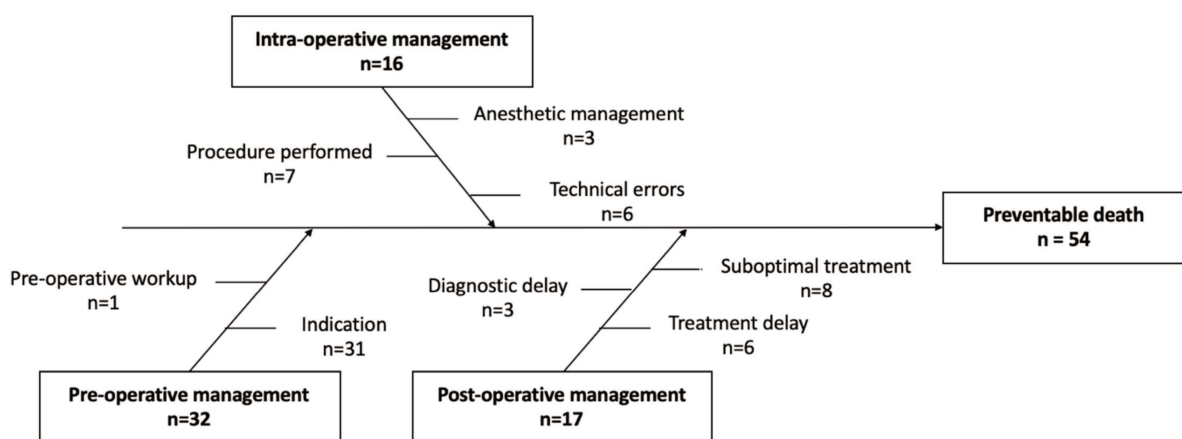 Intra-operative management
n=16
Anesthetic management
n=3
Procedure performed
n=7
Technical errors
n=6
Preventable death
n = 54
Pre-operative workup
n=1
Indication
n=31
Pre-operative management
n=32
Diagnostic delay
n=3
Suboptimal treatment
n=8
Treatment delay
n=6
Post-operative management
n=17